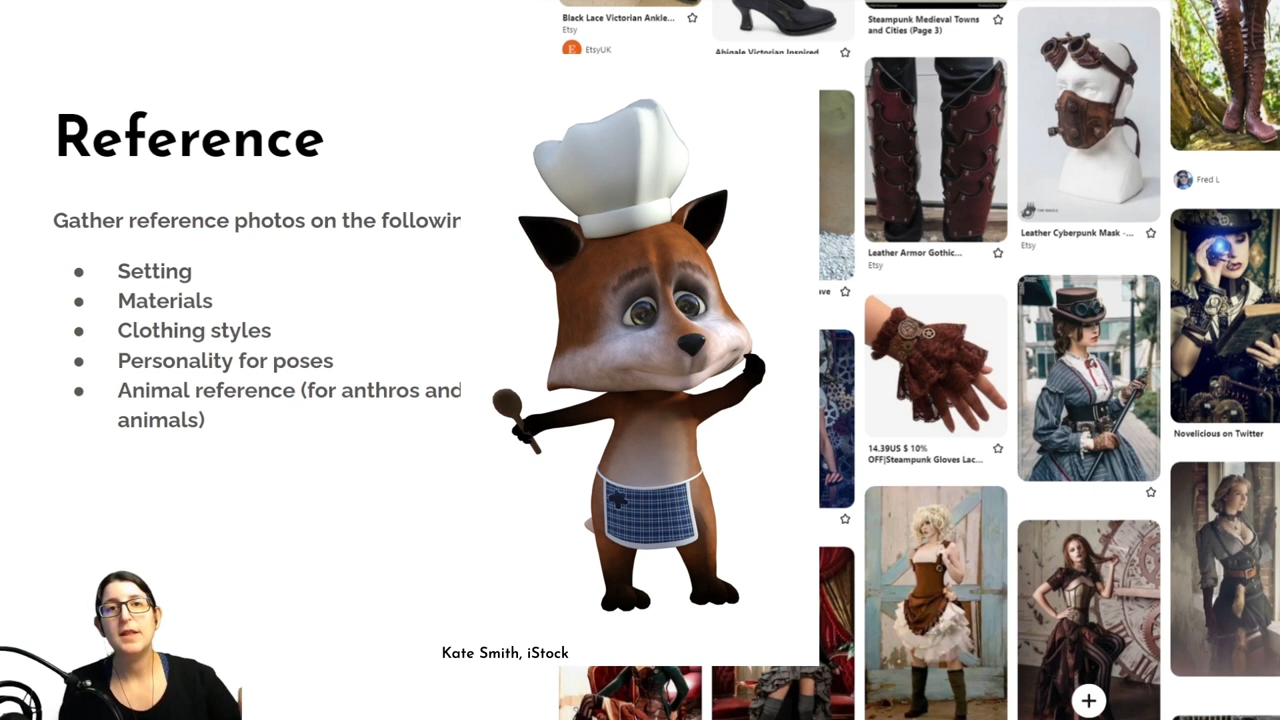 Reference
Gather reference photos on the followin
● Setting
● Materials
● Clothing styles
● Personality for poses
● Animal reference (for anthros and
animals)
Kate Smith, iStock
Black Lace Victorian Ankle...
Etsy
E EtsyUK
Abigale Victorian Inspired
Steampunk Medieval Towns
and Cities (Page 3)
Leather Armor Gothic...
Etsy
14.39US $ 10%
OFF|Steampunk Gloves Lac...
Leather Cyberpunk Mask -...
Etsy
Fred L
Novelicious on Twitter